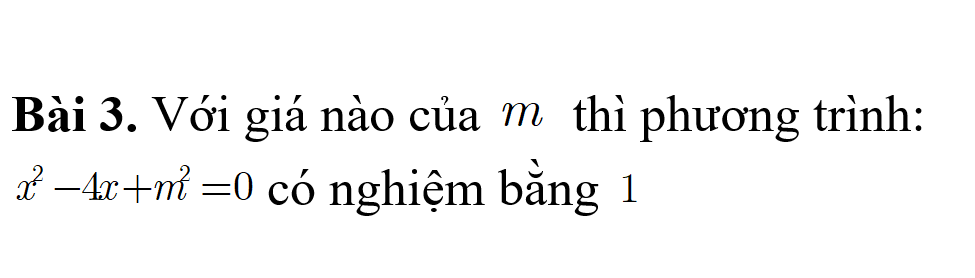 Bài 3. Với giá nào của m thì phương trình:
x² −4x+m² =0 có nghiệm bằng 1